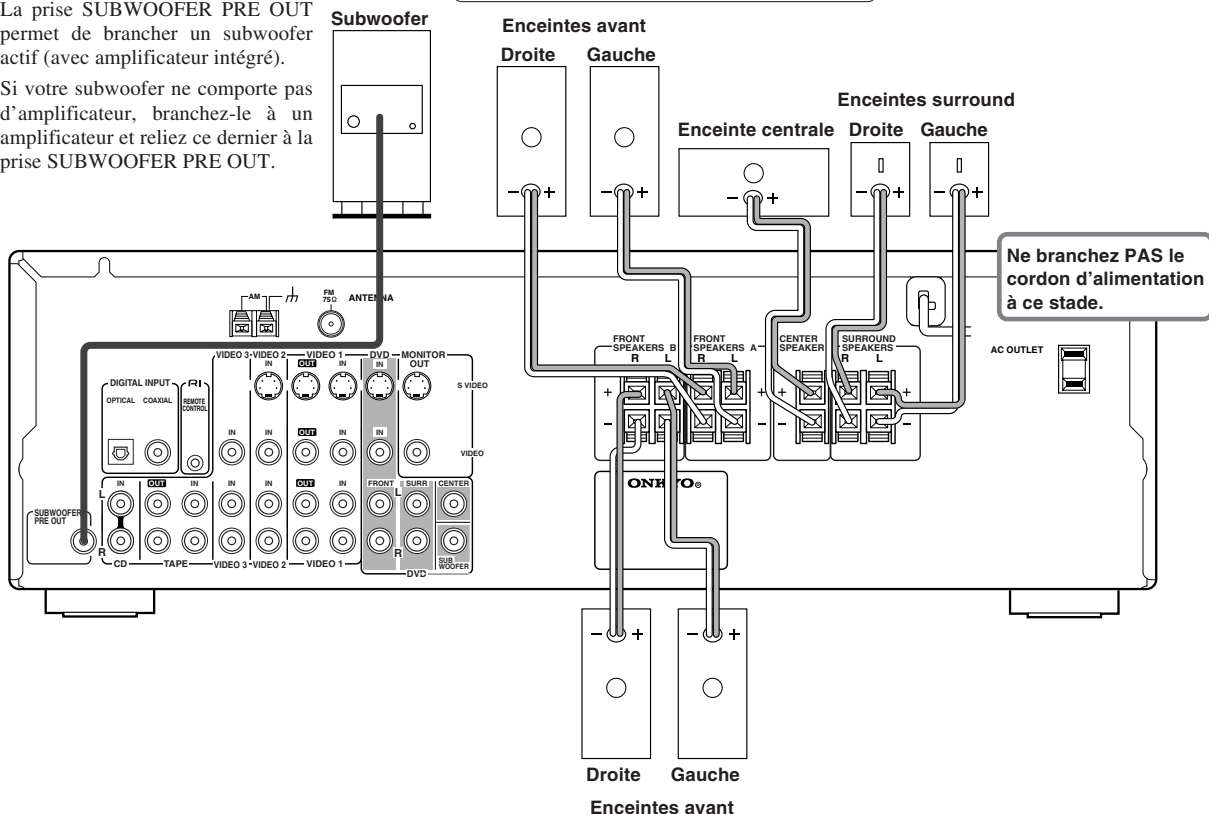 La prise SUBWOOFER PRE OUT
permet de brancher un subwoofer
actif (avec amplificateur intégré).
Si votre subwoofer ne comporte pas
d’amplificateur, branchez-le à un
amplificateur et reliez ce dernier à la
prise SUBWOOFER PRE OUT.
Subwoofer
Enceintes avant
Droite Gauche
Enceinte centrale
Enceintes surround
Droite Gauche
– + – + – + – + – +
Ne branchez PAS le
cordon d’alimentation
à ce stade.
AM
FM
75Ω
ANTENNA
AC OUTLET
FRONT
SPEAKERS B
R L
FRONT
SPEAKERS A
R L
CENTER
SPEAKER
SURROUND
SPEAKERS
R L
+ + + +
– – – –
VIDEO 3 VIDEO 2 VIDEO 1 DVD MONITOR
IN OUT IN IN OUT
S VIDEO
DIGITAL INPUT
OPTICAL COAXIAL
RI
REMOTE
CONTROL
IN IN OUT IN IN
VIDEO
IN OUT IN IN IN OUT IN FRONT SURR CENTER
L L
SUBWOOFER
PRE OUT
R R
SUB
WOOFER
CD TAPE VIDEO 3 VIDEO 2 VIDEO 1 DVD
ONKYO®
– + – +
Droite Gauche
Enceintes avant